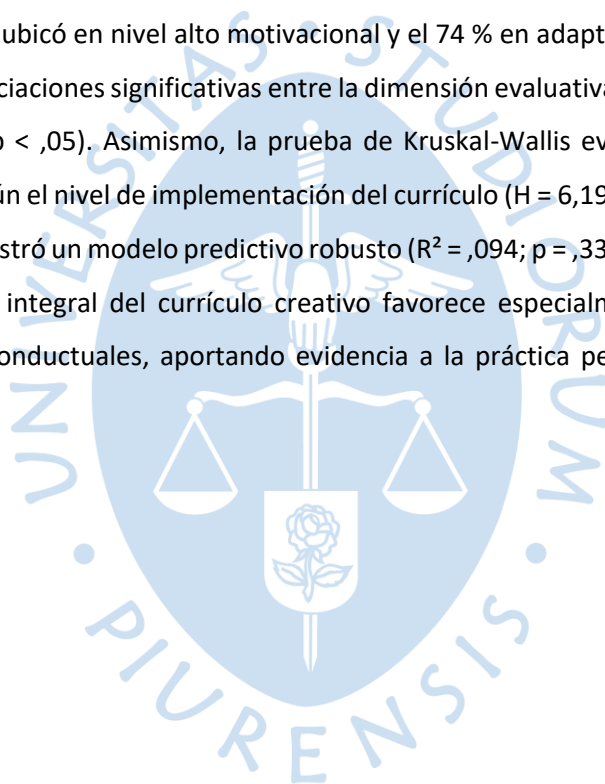 ubicó en nivel alto motivacional y el 74 % en adapt
ciaciones significativas entre la dimensión evaluativa
< ,05). Asimismo, la prueba de Kruskal-Wallis ev
ún el nivel de implementación del currículo (H = 6,19
stró un modelo predictivo robusto (R² = ,094; p = ,33
integral del currículo creativo favorece especialm
onductuales, aportando evidencia a la práctica pe
UNIVERSITAS • STUDIORUM • PIURENSIS •